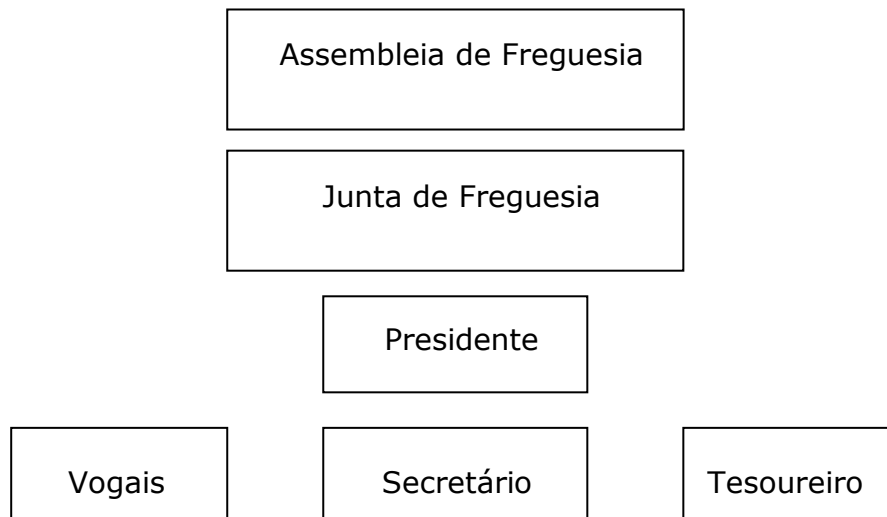 Assembleia de Freguesia
Junta de Freguesia
Presidente
Vogais
Secretário
Tesoureiro